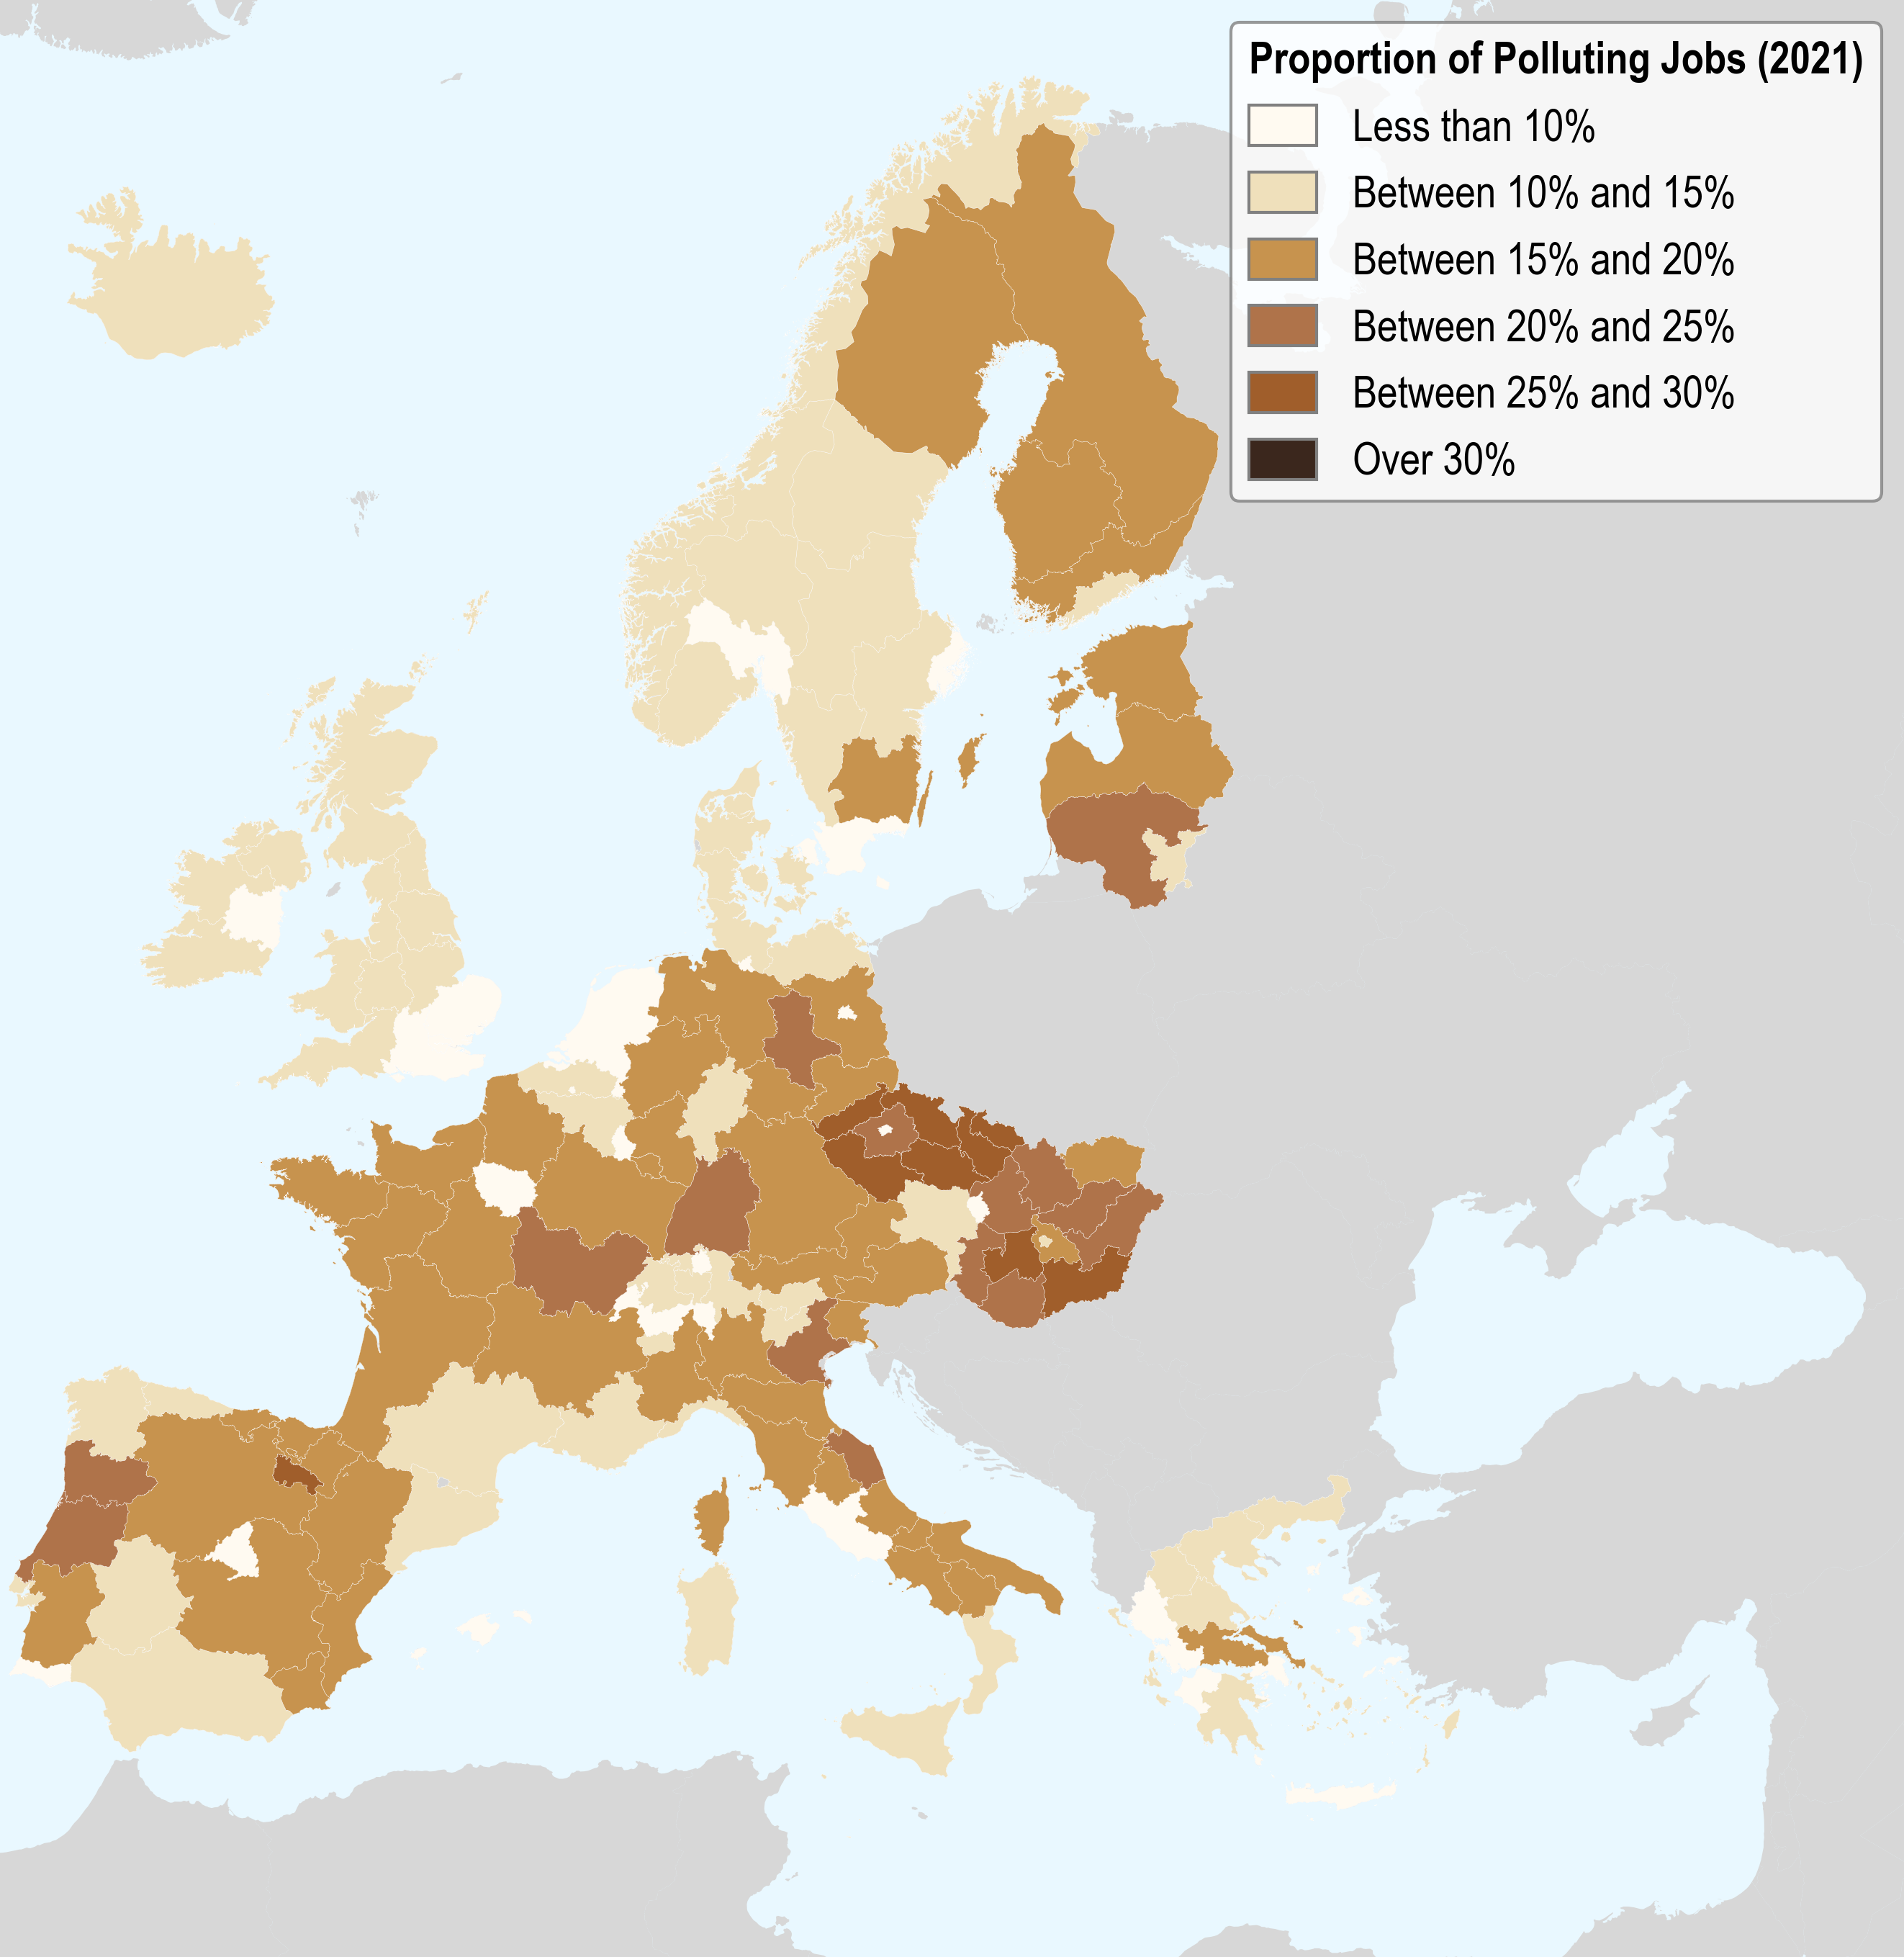 Proportion of Polluting Jobs (2021)
Less than 10%
Between 10% and 15%
Between 15% and 20%
Between 20% and 25%
Between 25% and 30%
Over 30%